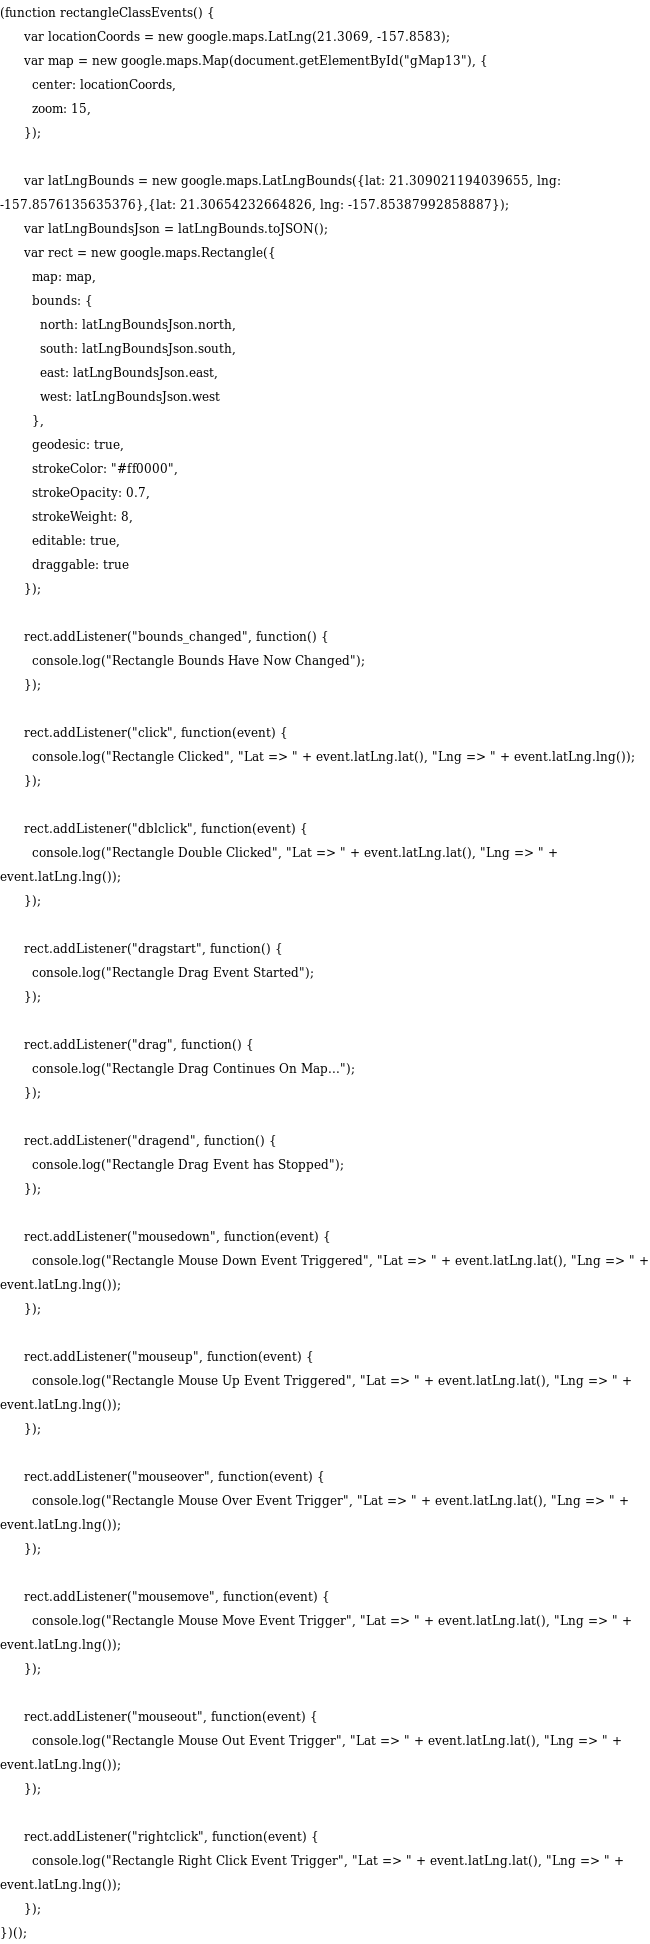 (function rectangleClassEvents() {
var locationCoords = new google.maps.LatLng(21.3069, -157.8583);
var map = new google.maps.Map(document.getElementById("gMap13"), {
center: locationCoords,
zoom: 15,
});
var latLngBounds = new google.maps.LatLngBounds({lat: 21.309021194039655, lng:
-157.8576135635376},{lat: 21.30654232664826, lng: -157.85387992858887});
var latLngBoundsJson = latLngBounds.toJSON();
var rect = new google.maps.Rectangle({
map: map,
bounds: {
north: latLngBoundsJson.north,
south: latLngBoundsJson.south,
east: latLngBoundsJson.east,
west: latLngBoundsJson.west
},
geodesic: true,
strokeColor: "#ff0000",
strokeOpacity: 0.7,
strokeWeight: 8,
editable: true,
draggable: true
});
rect.addListener("bounds_changed", function() {
console.log("Rectangle Bounds Have Now Changed");
});
rect.addListener("click", function(event) {
console.log("Rectangle Clicked", "Lat => " + event.latLng.lat(), "Lng => " + event.latLng.lng());
});
rect.addListener("dblclick", function(event) {
console.log("Rectangle Double Clicked", "Lat => " + event.latLng.lat(), "Lng => " +
event.latLng.lng());
});
rect.addListener("dragstart", function() {
console.log("Rectangle Drag Event Started");
});
rect.addListener("drag", function() {
console.log("Rectangle Drag Continues On Map...");
});
rect.addListener("dragend", function() {
console.log("Rectangle Drag Event has Stopped");
});
rect.addListener("mousedown", function(event) {
console.log("Rectangle Mouse Down Event Triggered", "Lat => " + event.latLng.lat(), "Lng => " +
event.latLng.lng());
});
rect.addListener("mouseup", function(event) {
console.log("Rectangle Mouse Up Event Triggered", "Lat => " + event.latLng.lat(), "Lng => " +
event.latLng.lng());
});
rect.addListener("mouseover", function(event) {
console.log("Rectangle Mouse Over Event Trigger", "Lat => " + event.latLng.lat(), "Lng => " +
event.latLng.lng());
});
rect.addListener("mousemove", function(event) {
console.log("Rectangle Mouse Move Event Trigger", "Lat => " + event.latLng.lat(), "Lng => " +
event.latLng.lng());
});
rect.addListener("mouseout", function(event) {
console.log("Rectangle Mouse Out Event Trigger", "Lat => " + event.latLng.lat(), "Lng => " +
event.latLng.lng());
});
rect.addListener("rightclick", function(event) {
console.log("Rectangle Right Click Event Trigger", "Lat => " + event.latLng.lat(), "Lng => " +
event.latLng.lng());
});
})();